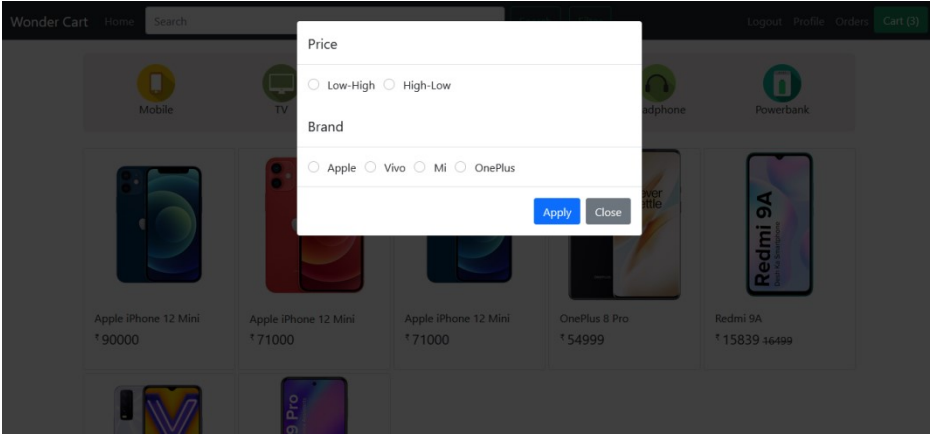 Wonder Cart Home Search Logout Profile Orders Cart (3)
Price
Low-High High-Low
Brand
Apple Vivo Mi OnePlus
Apply Close
Mobile TV Powerbank
Apple iPhone 12 Mini
₹90000
Apple iPhone 12 Mini
₹71000
Apple iPhone 12 Mini
₹71000
OnePlus 8 Pro
₹54999
Redmi 9A
Redmi 9A
₹15839 16499
9 Pro